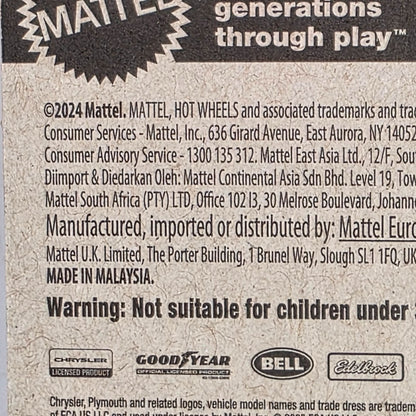 MATTEL
generations
through play™
©2024 Mattel. MATTEL, HOT WHEELS and associated trademarks and
Consumer Services - Mattel, Inc., 636 Girard Avenue, East Aurora, NY 14052
Consumer Advisory Service - 1300 135 312. Mattel East Asia Ltd., 12/F, Sou
Diimport & Diedarkan Oleh: Mattel Continental Asia Sdn Bhd. Level 19, Tow
Mattel South Africa (PTY) LTD, Office 102 I3, 30 Melrose Boulevard, Johanne
Manufactured, imported or distributed by: Mattel Euro
Mattel U.K. Limited, The Porter Building, 1 Brunel Way, Slough SL1 1FQ, UK
MADE IN MALAYSIA.
Warning: Not suitable for children under
CHRYSLER
LICENSED PRODUCT
GOODYEAR
OFFICIAL LICENSED PRODUCT
BELL
Edelbrock
Chrysler, Plymouth and related logos, vehicle model names and trade dress are trademark